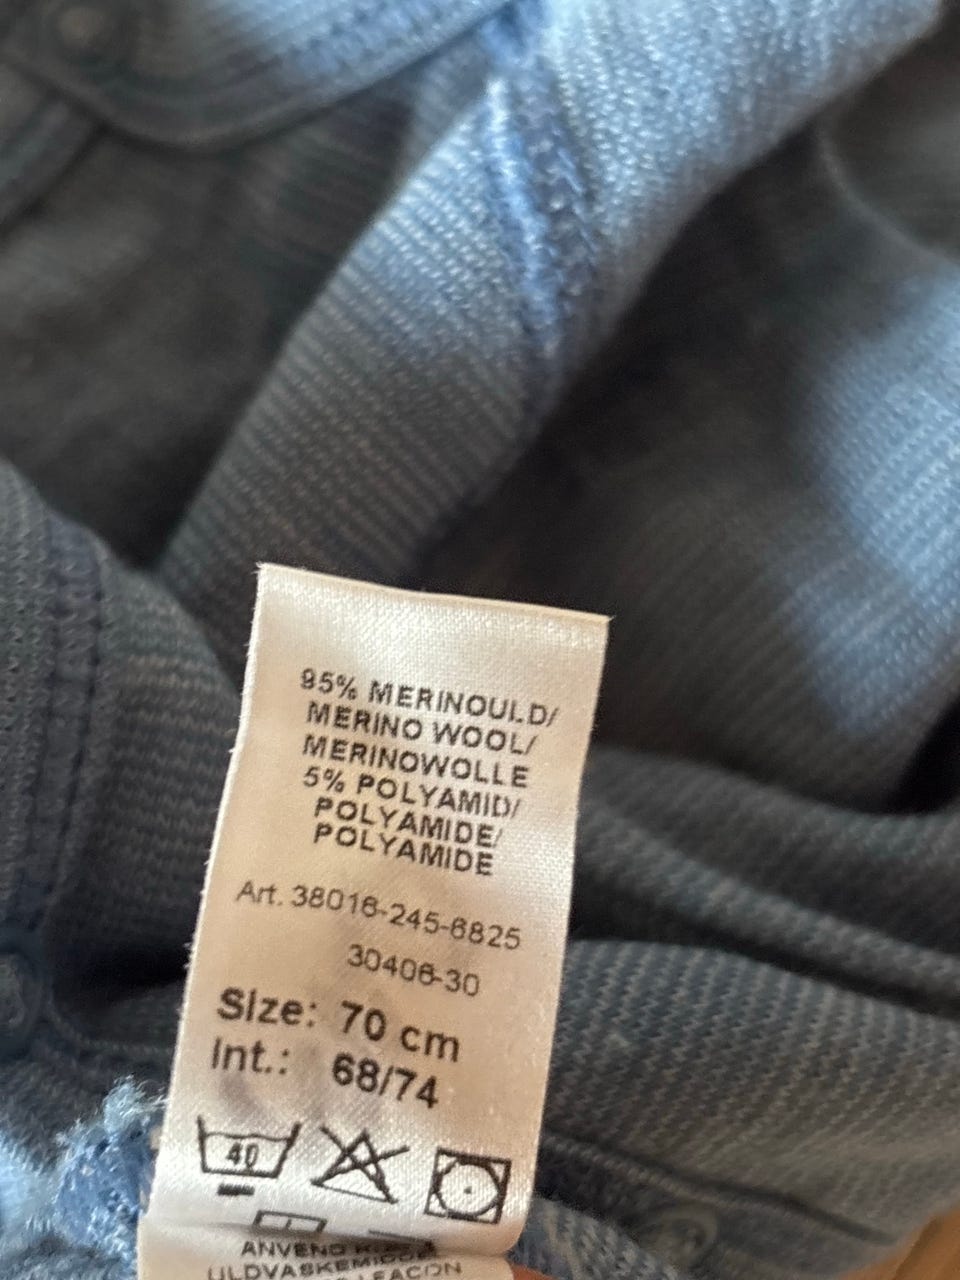 95% MERINOULD/
MERINO WOOL/
MERINOWOLLE
5% POLYAMID/
POLYAMIDE/
POLYAMIDE
Art. 38016-245-6825
30406-30
Size: 70 cm
Int.: 68/74
40
ANVEND
ULDVASKEMIDDEL